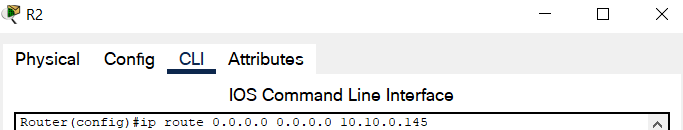 R2
Physical Config CLI Attributes
IOS Command Line Interface
Router(config)#ip route 0.0.0.0 0.0.0.0 10.10.0.145